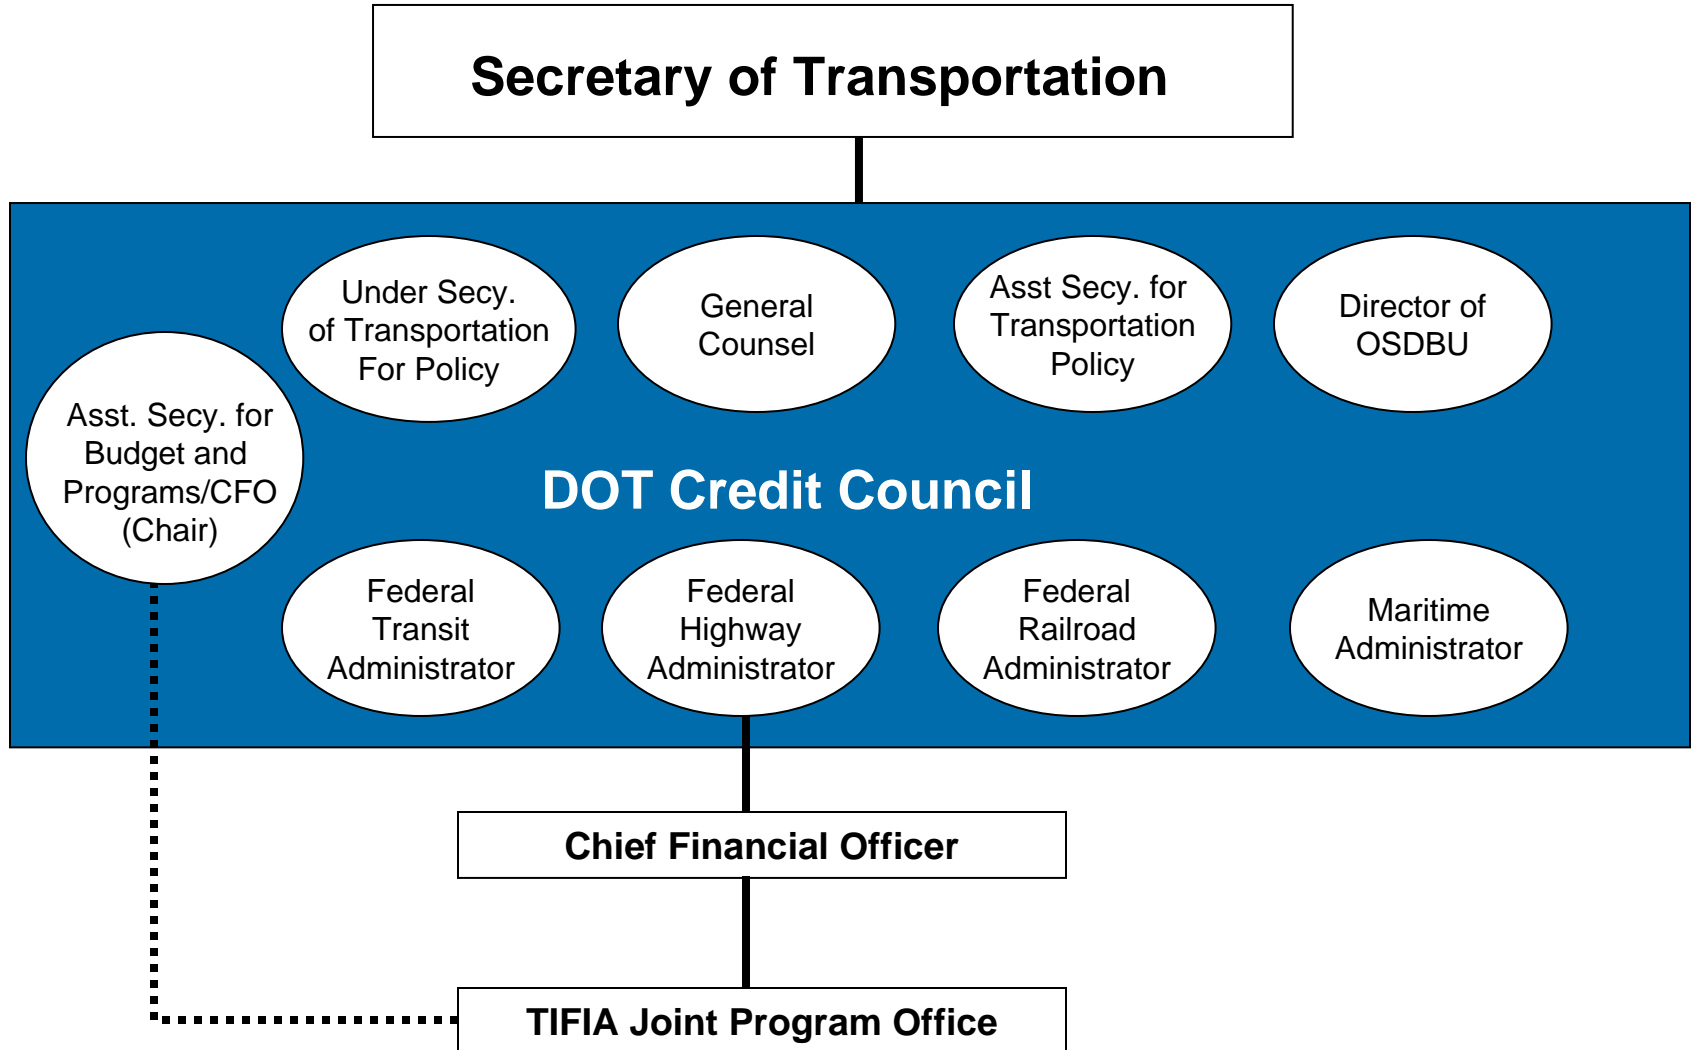 Secretary of Transportation
Under Secy.
of Transportation
For Policy
General
Counsel
Asst Secy. for
Transportation
Policy
Director of
OSDBU
Asst. Secy. for
Budget and
Programs/CFO
(Chair)
DOT Credit Council
Federal
Transit
Administrator
Federal
Highway
Administrator
Federal
Railroad
Administrator
Maritime
Administrator
Chief Financial Officer
TIFIA Joint Program Office